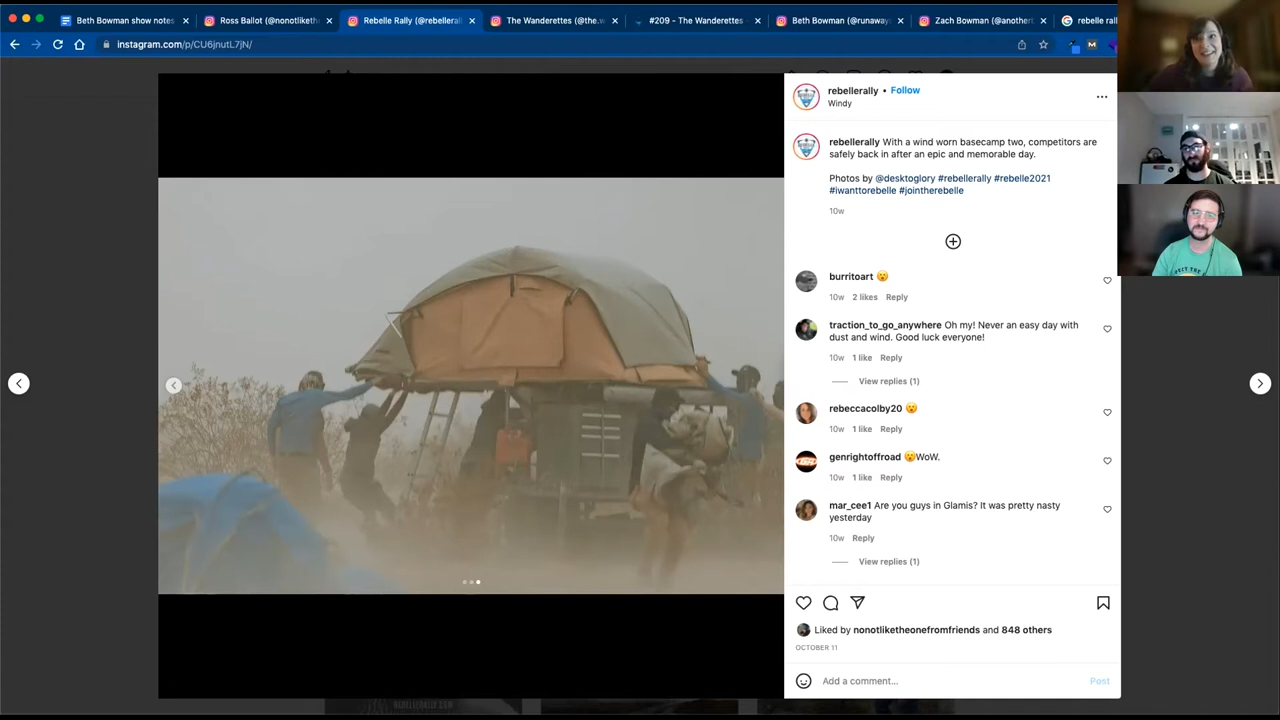 Beth Bowman show notes
Ross Ballot (@nonotliketh
Rebelle Rally (@rebelleral
The Wanderettes (@the.w
#209 - The Wanderettes -
Beth Bowman (@runaway
Zach Bowman (@another
rebelle rall
instagram.com/p/CU6jnutL7jN/
rebellerally • Follow
Windy
rebellerally With a wind worn basecamp two, competitors are
safely back in after an epic and memorable day.
Photos by @desktoglory #rebellerally #rebelle2021
#iwanttorebelle #jointherebelle
10w
burritoart 😮
10w 2 likes Reply
traction_to_go_anywhere Oh my! Never an easy day with
dust and wind. Good luck everyone!
10w 1 like Reply
View replies (1)
rebeccacolby20 😮
10w 1 like Reply
genrightoffroad 😮WoW.
10w 1 like Reply
mar_cee1 Are you guys in Glamis? It was pretty nasty
yesterday
10w Reply
View replies (1)
Liked by nonotliketheonefromfriends and 848 others
OCTOBER 11
Add a comment...
Post
REBELLERALLY.COM